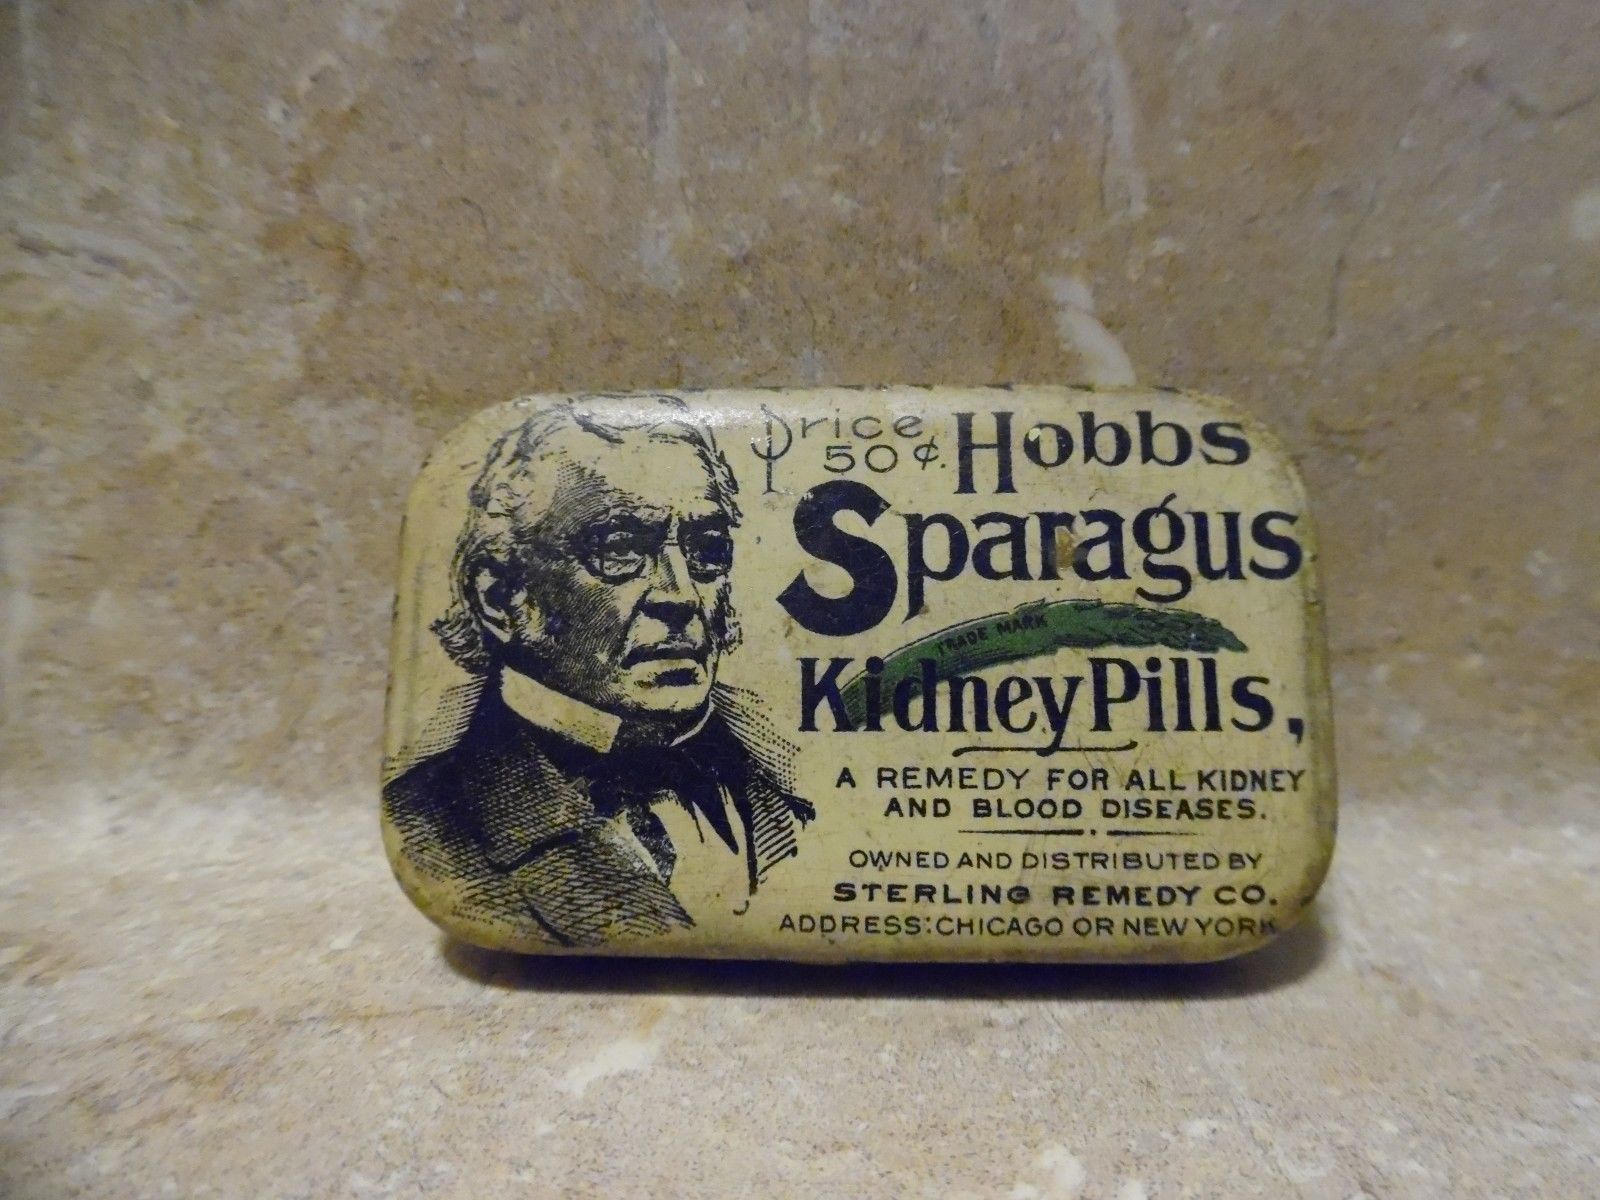 Price
50¢.
Hobbs
Sparagus
TRADE MARK
Kidney Pills,
A REMEDY FOR ALL KIDNEY
AND BLOOD DISEASES.
OWNED AND DISTRIBUTED BY
STERLING REMEDY CO.
ADDRESS: CHICAGO OR NEW YORK